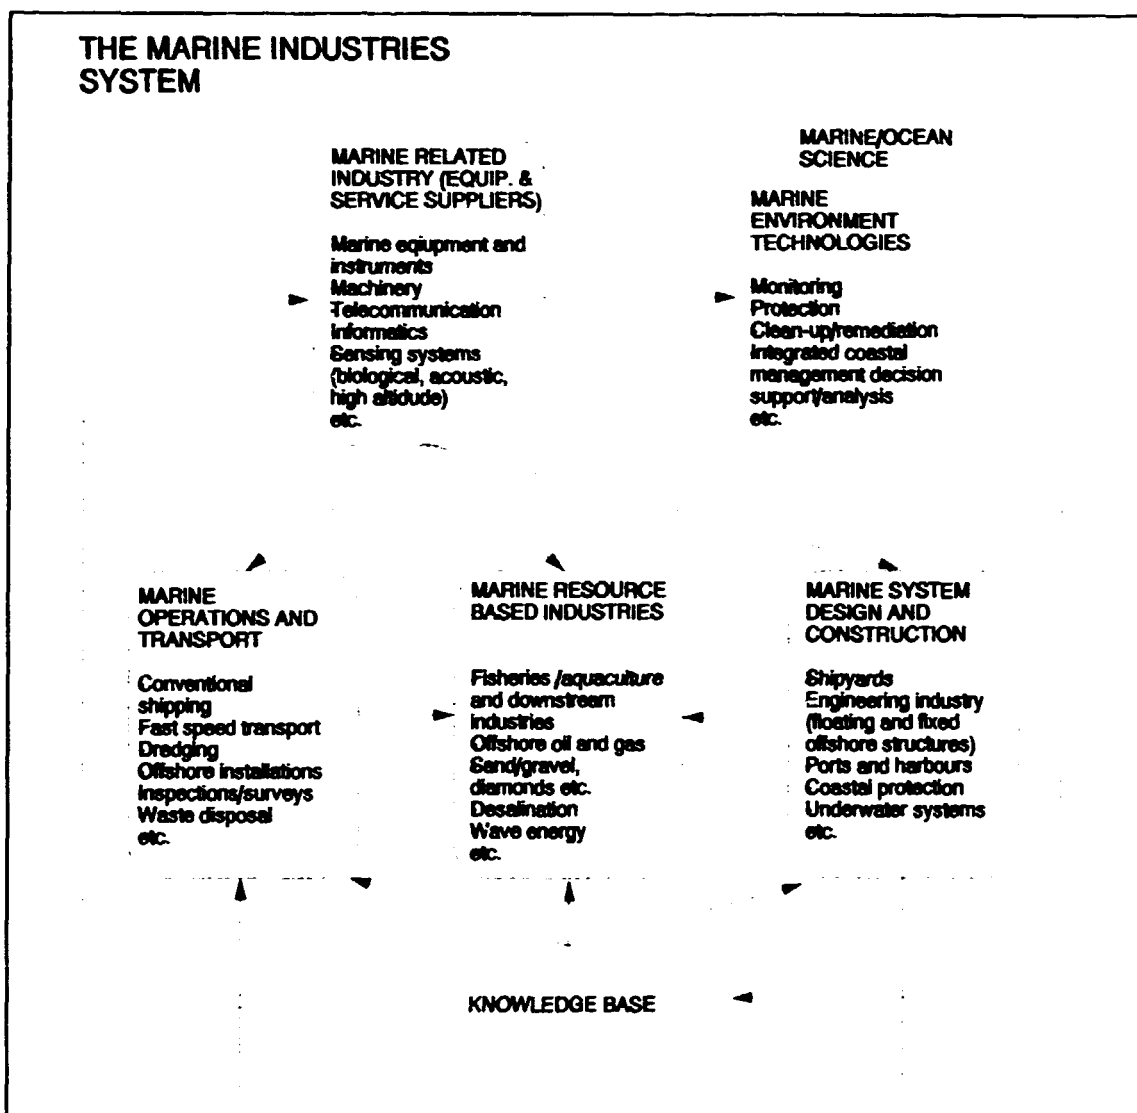 THE MARINE INDUSTRIES
SYSTEM
MARINE/OCEAN
SCIENCE
MARINE RELATED
INDUSTRY (EQUIP. &
SERVICE SUPPLIERS)
Marine eqiupment and
instruments
Machinery
Telecommunication
Informatics
Sensing systems
(biological, acoustic,
high altidude)
etc.
MARINE
ENVIRONMENT
TECHNOLOGIES
Monitoring
Protection
Clean-up/remediation
Integrated coastal
management decision
support/analysis
etc.
MARINE
OPERATIONS AND
TRANSPORT
Conventional
shipping
Fast speed transport
Dredging
Offshore installations
Inspections/surveys
Waste disposal
etc.
MARINE RESOURCE
BASED INDUSTRIES
Fisheries /aquaculture
and downstream
industries
Offshore oil and gas
Sand/gravel,
diamonds etc.
Desalination
Wave energy
etc.
MARINE SYSTEM
DESIGN AND
CONSTRUCTION
Shipyards
Engineering industry
(floating and fixed
offshore structures)
Ports and harbours
Coastal protection
Underwater systems
etc.
KNOWLEDGE BASE